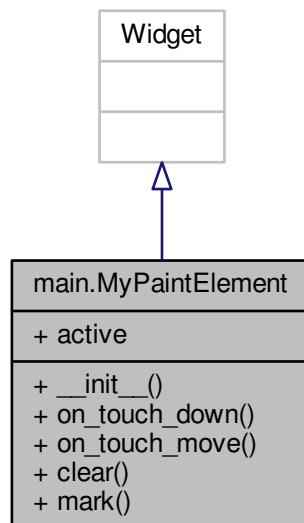 Widget
main.MyPaintElement
+ active
+ __init__()
+ on_touch_down()
+ on_touch_move()
+ clear()
+ mark()